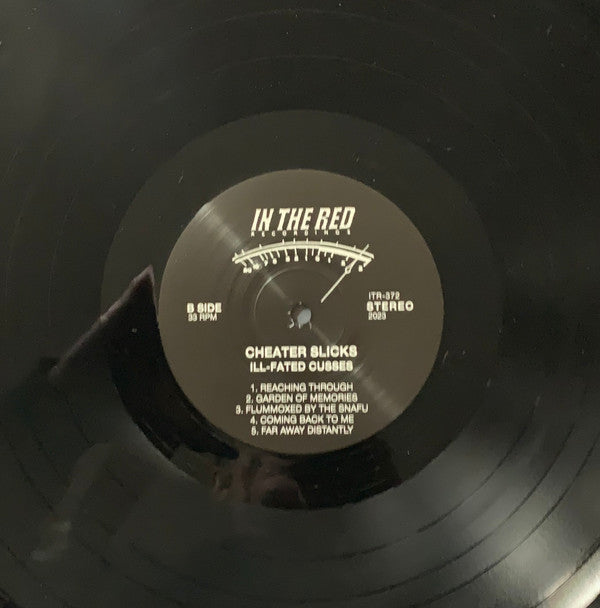 IN THE RED
RECORDINGS
B SIDE
33 RPM
ITR-372
STEREO
2023
CHEATER SLICKS
ILL-FATED CUSSES
1. REACHING THROUGH
2. GARDEN OF MEMORIES
3. FLUMMOXED BY THE SNAFU
4. COMING BACK TO ME
5. FAR AWAY DISTANTLY